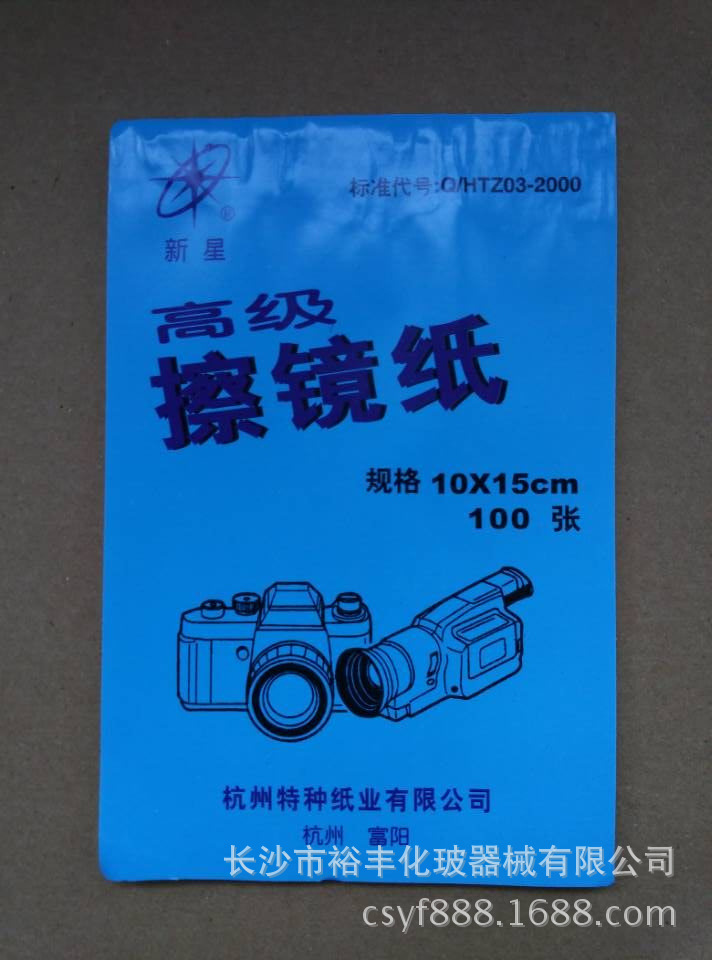 标准代号:Q/HTZ03-2000
®
新星
高级
擦镜纸
规格 10X15cm
100 张
杭州特种纸业有限公司
杭州 富阳
长沙市裕丰化玻器械有限公司
csyf888.1688.com